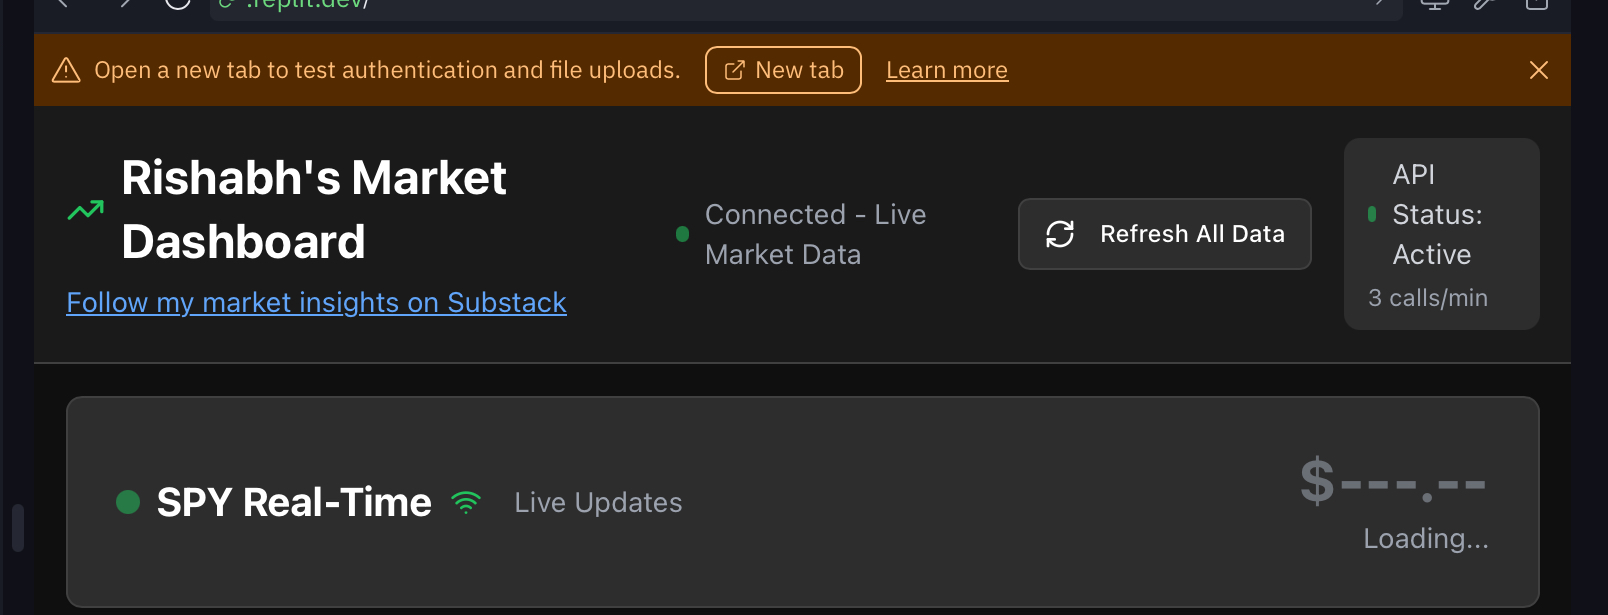 .replit.dev/
Open a new tab to test authentication and file uploads.
New tab
Learn more
Rishabh's Market
Dashboard
Follow my market insights on Substack
Connected - Live
Market Data
Refresh All Data
API
Status:
Active
3 calls/min
SPY Real-Time
Live Updates
$---.--
Loading...